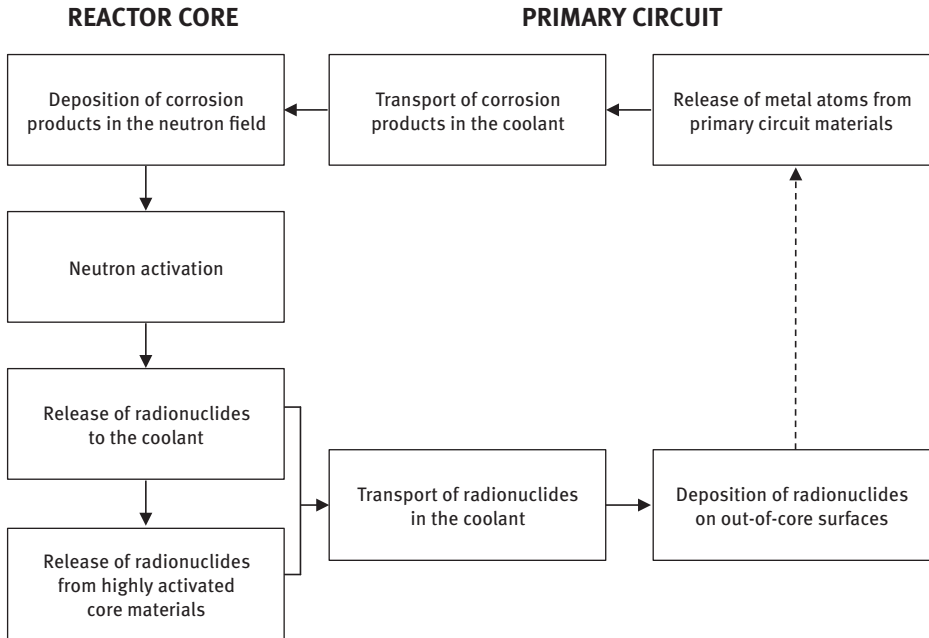 REACTOR CORE
PRIMARY CIRCUIT
Deposition of corrosion
products in the neutron field
Transport of corrosion
products in the coolant
Release of metal atoms from
primary circuit materials
Neutron activation
Release of radionuclides
to the coolant
Transport of radionuclides
in the coolant
Deposition of radionuclides
on out-of-core surfaces
Release of radionuclides
from highly activated
core materials